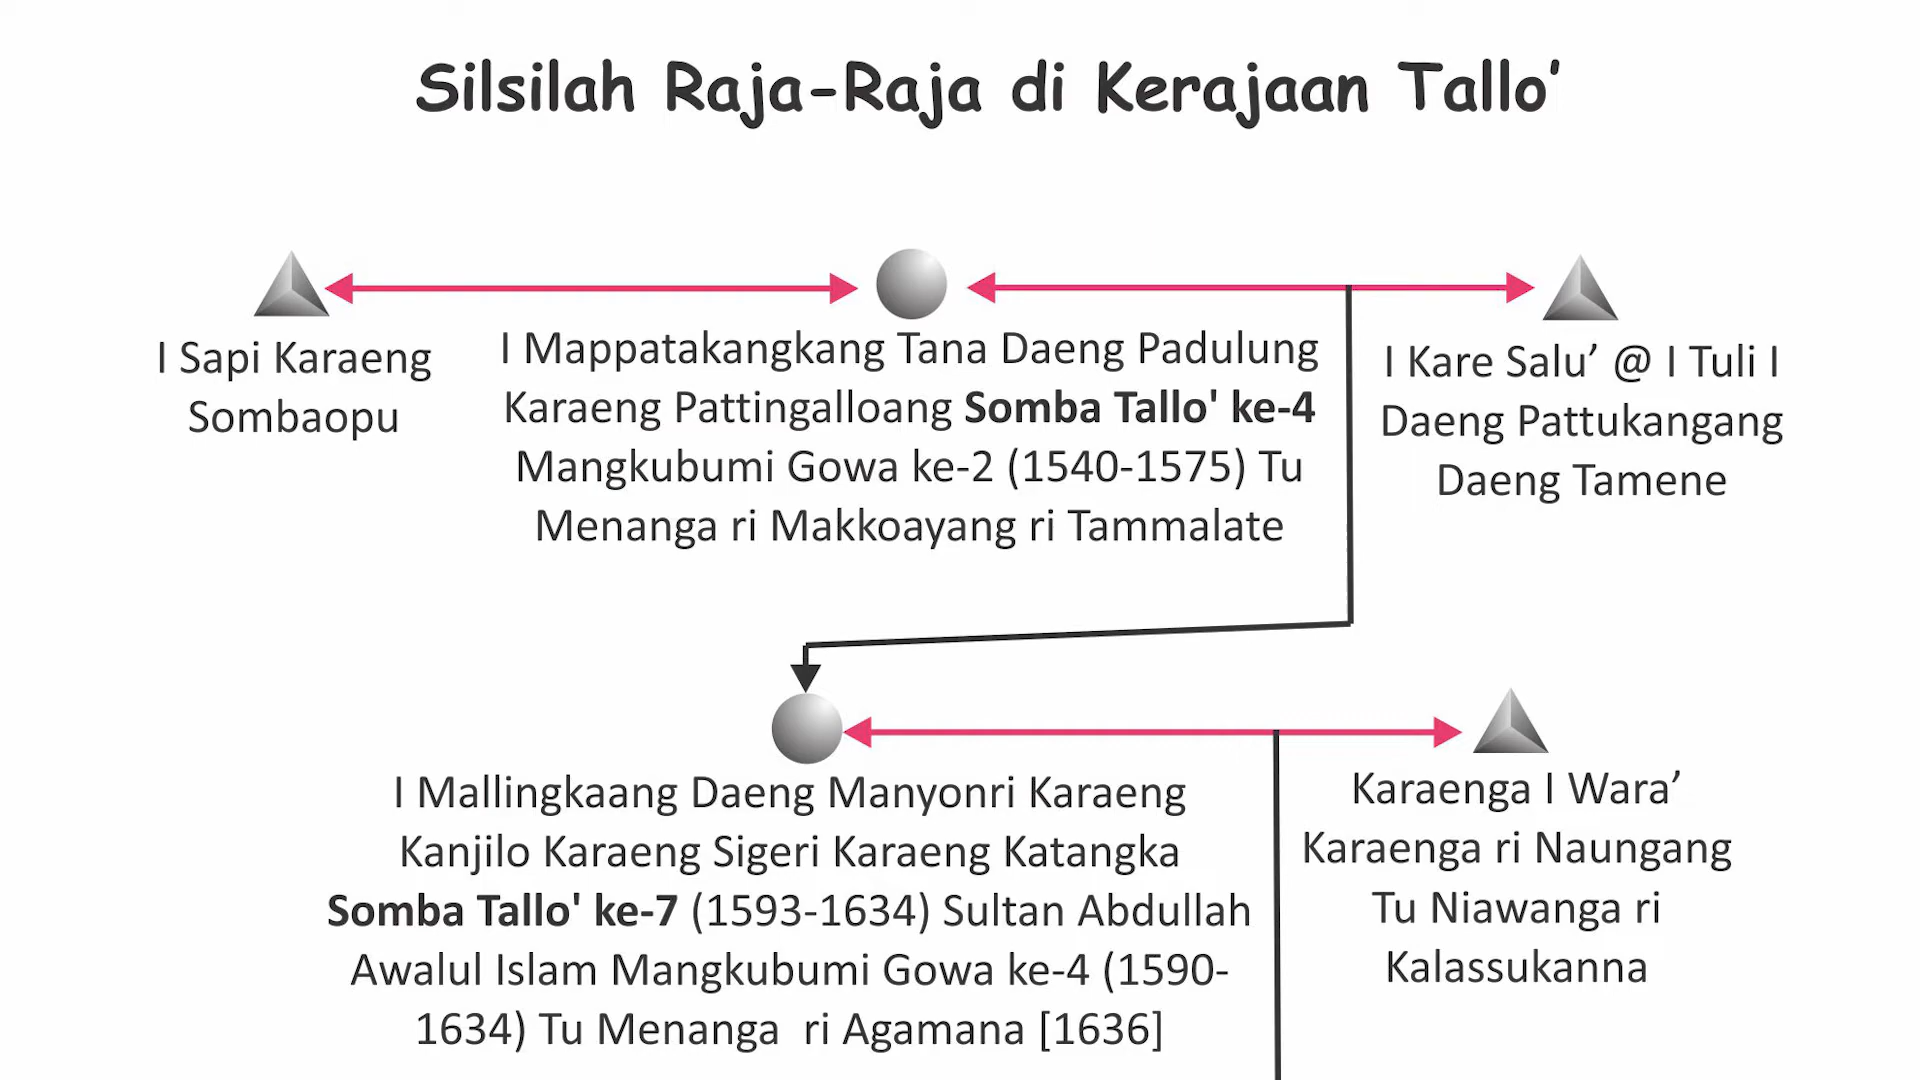 Silsilah Raja-Raja di Kerajaan Tallo’
I Sapi Karaeng
Sombaopu
I Mappatakangkang Tana Daeng Padulung
Karaeng Pattingalloang Somba Tallo' ke-4
Mangkubumi Gowa ke-2 (1540-1575) Tu
Menanga ri Makkoayang ri Tammalate
I Kare Salu’ @ I Tuli I
Daeng Pattukangang
Daeng Tamene
I Mallingkaang Daeng Manyonri Karaeng
Kanjilo Karaeng Sigeri Karaeng Katangka
Somba Tallo' ke-7 (1593-1634) Sultan Abdullah
Awalul Islam Mangkubumi Gowa ke-4 (1590-
1634) Tu Menanga  ri Agamana [1636]
Karaenga I Wara’
Karaenga ri Naungang
Tu Niawanga ri
Kalassukanna